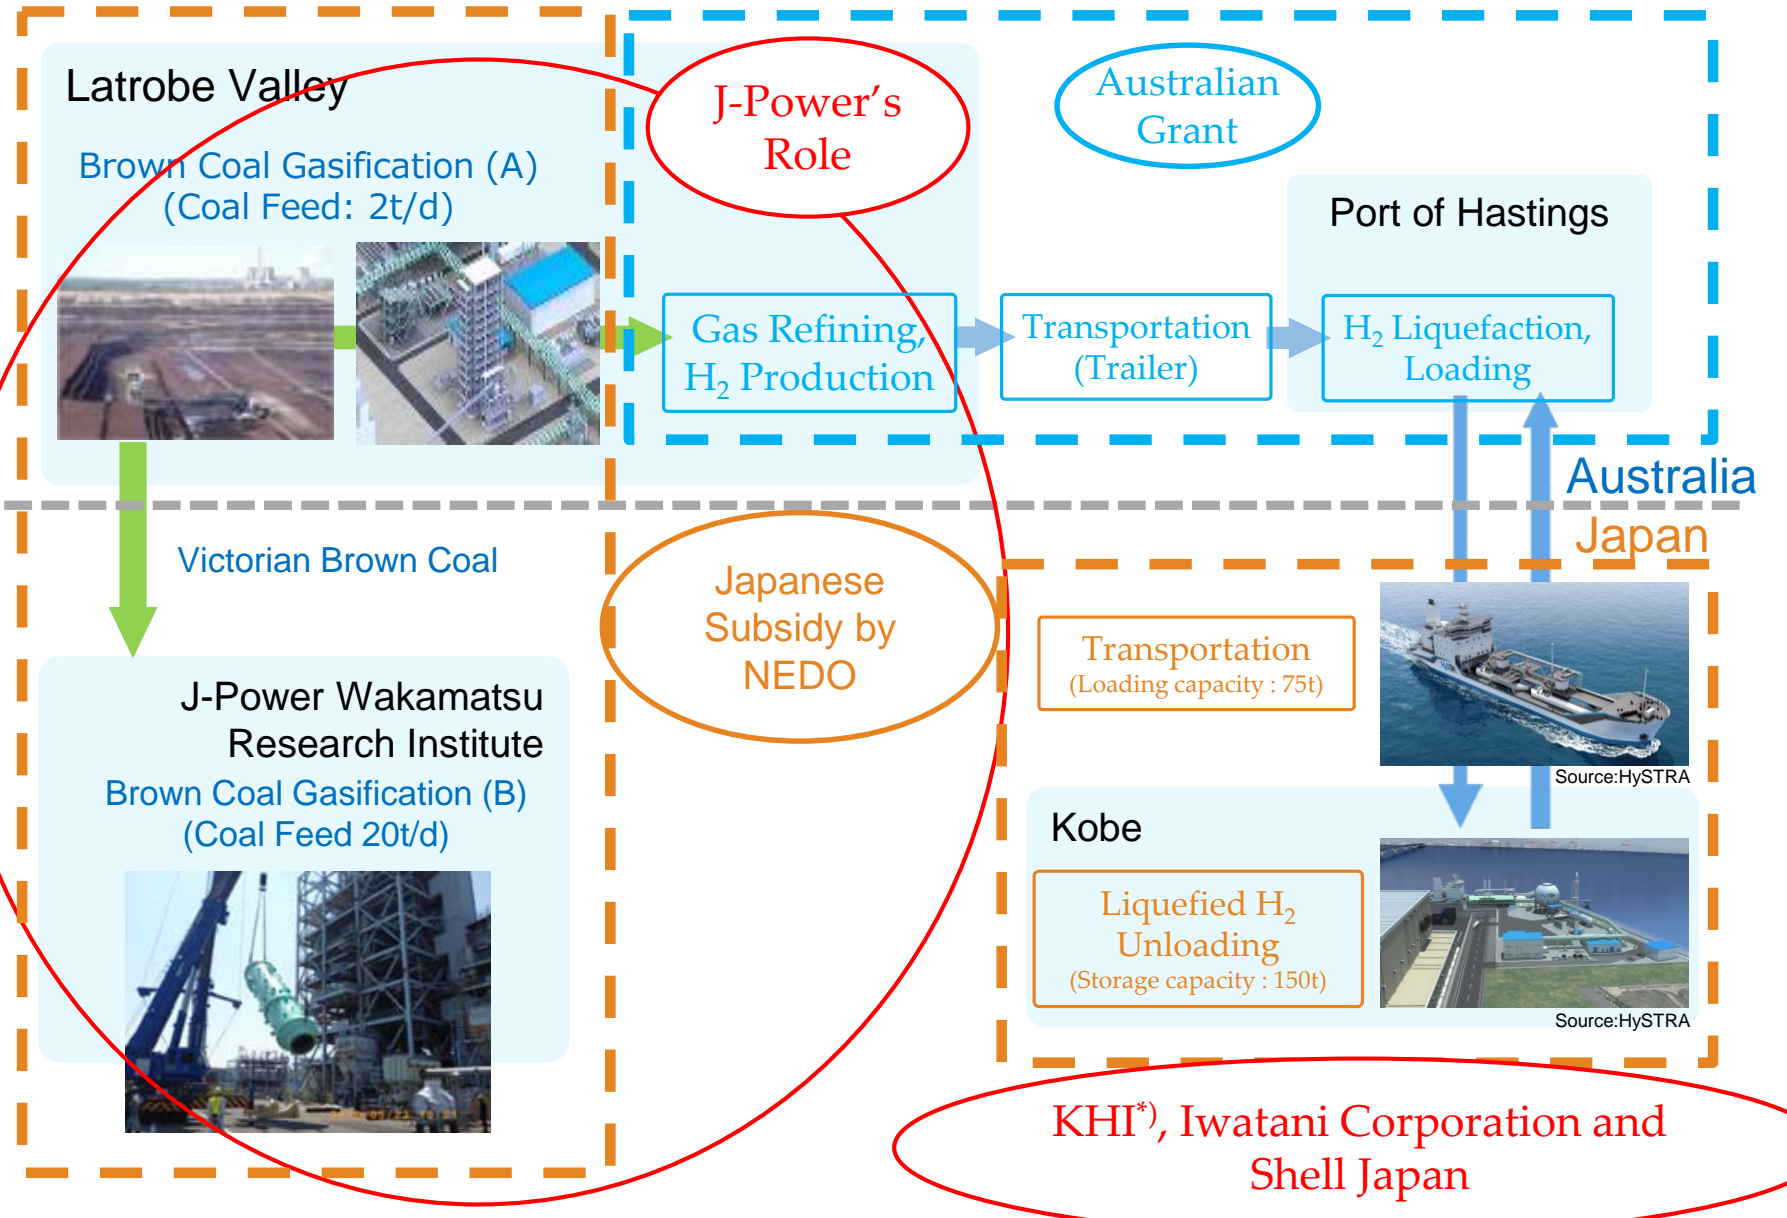 Latrobe Valley
Brown Coal Gasification (A)
(Coal Feed: 2t/d)
J-Power’s
Role
Australian
Grant
Port of Hastings
Gas Refining,
H₂ Production
Transportation
(Trailer)
H₂ Liquefaction,
Loading
Australia
Japan
Victorian Brown Coal
Japanese
Subsidy by
NEDO
J-Power Wakamatsu
Research Institute
Brown Coal Gasification (B)
(Coal Feed 20t/d)
Transportation
(Loading capacity : 75t)
Source:HySTRA
Kobe
Liquefied H₂
Unloading
(Storage capacity : 150t)
Source:HySTRA
KHI*), Iwatani Corporation and
Shell Japan